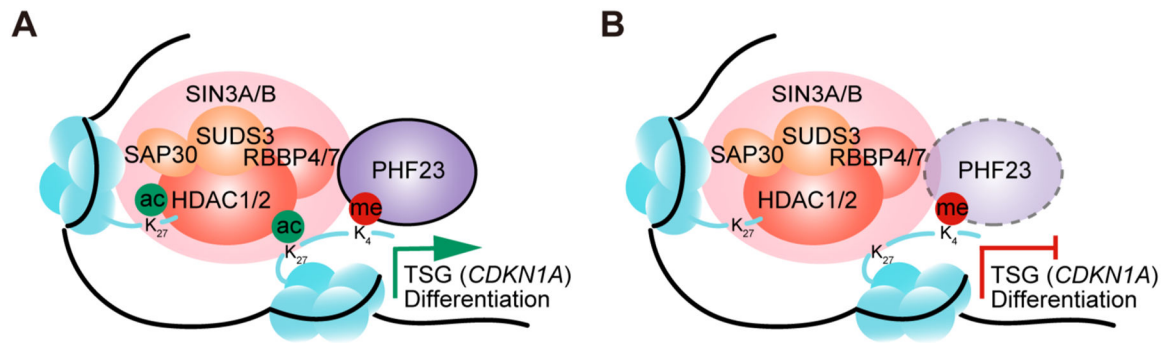 A
SIN3A/B
SUDS3
SAP30
RBBP4/7
PHF23
HDAC1/2
ac
me
ac
K27
K4
K27
TSG (CDKN1A)
Differentiation
B
SIN3A/B
SUDS3
SAP30
RBBP4/7
PHF23
HDAC1/2
me
K27
K4
K27
TSG (CDKN1A)
Differentiation